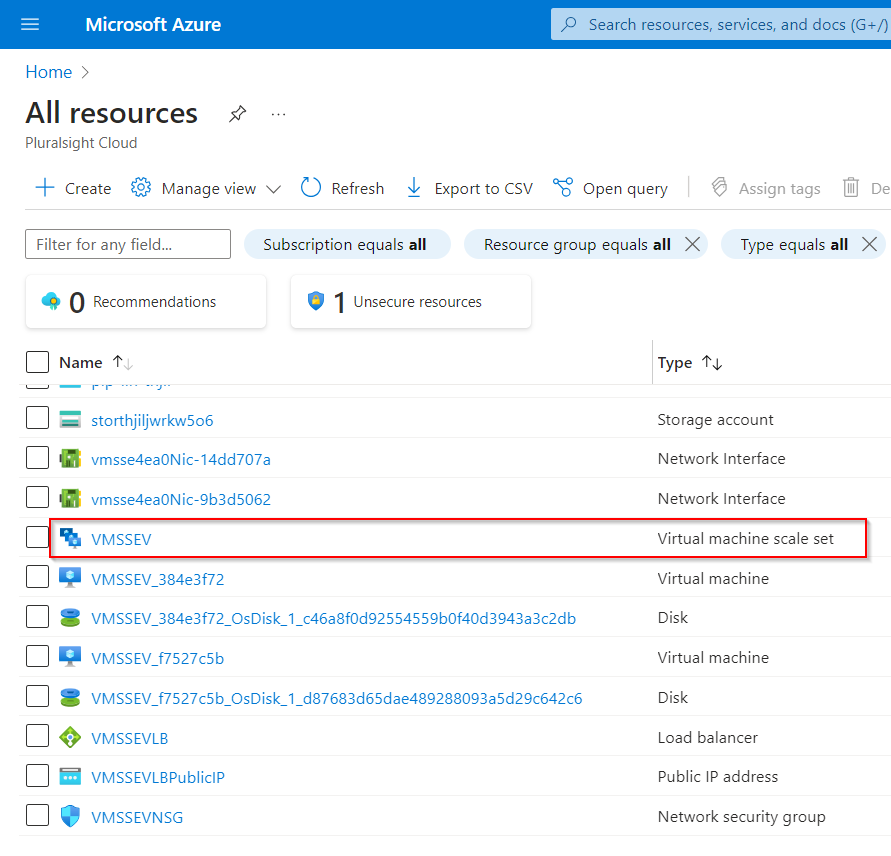 Microsoft Azure
Search resources, services, and docs (G+/)
Home
All resources
Pluralsight Cloud
Create Manage view Refresh Export to CSV Open query Assign tags De
Filter for any field... Subscription equals all Resource group equals all Type equals all
0 Recommendations 1 Unsecure resources
Name Type
storthjiljwrkw5o6 Storage account
vmsse4ea0Nic-14dd707a Network Interface
vmsse4ea0Nic-9b3d5062 Network Interface
VMSSEV Virtual machine scale set
VMSSEV_384e3f72 Virtual machine
VMSSEV_384e3f72_OsDisk_1_c46a8f0d92554559b0f40d3943a3c2db Disk
VMSSEV_f7527c5b Virtual machine
VMSSEV_f7527c5b_OsDisk_1_d87683d65dae489288093a5d29c642c6 Disk
VMSSEVLB Load balancer
VMSSEVLBPublicIP Public IP address
VMSSEVNSG Network security group